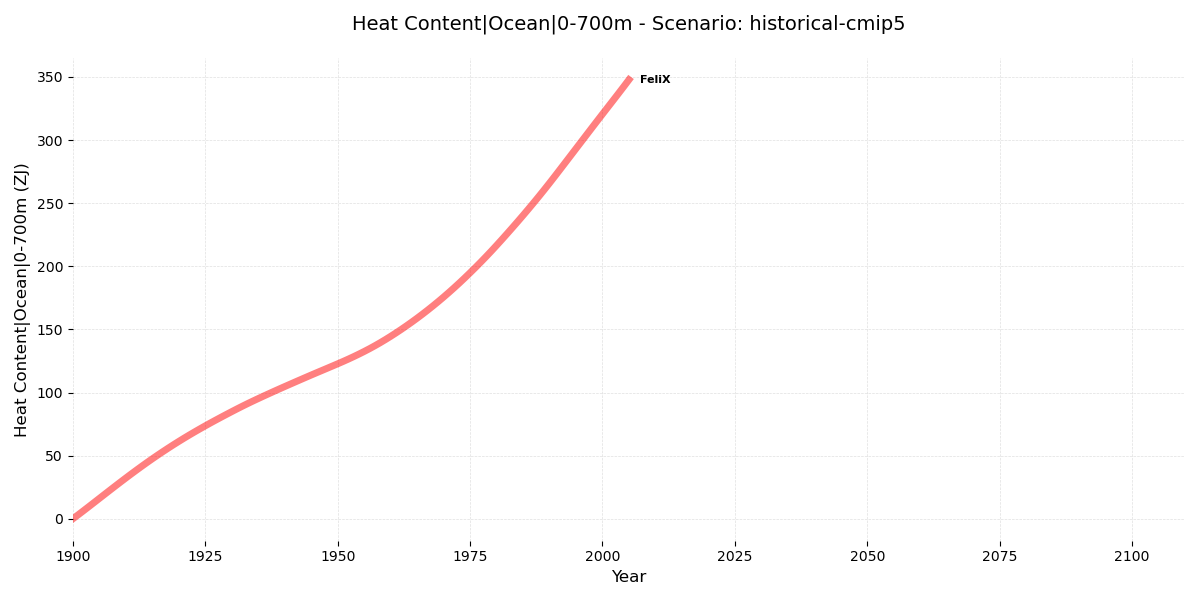 Heat Content|Ocean|0-700m - Scenario: historical-cmip5
Heat Content|Ocean|0-700m (ZJ)
350
300
250
200
150
100
50
0
FeliX
1900 1925 1950 1975 2000 2025 2050 2075 2100
Year